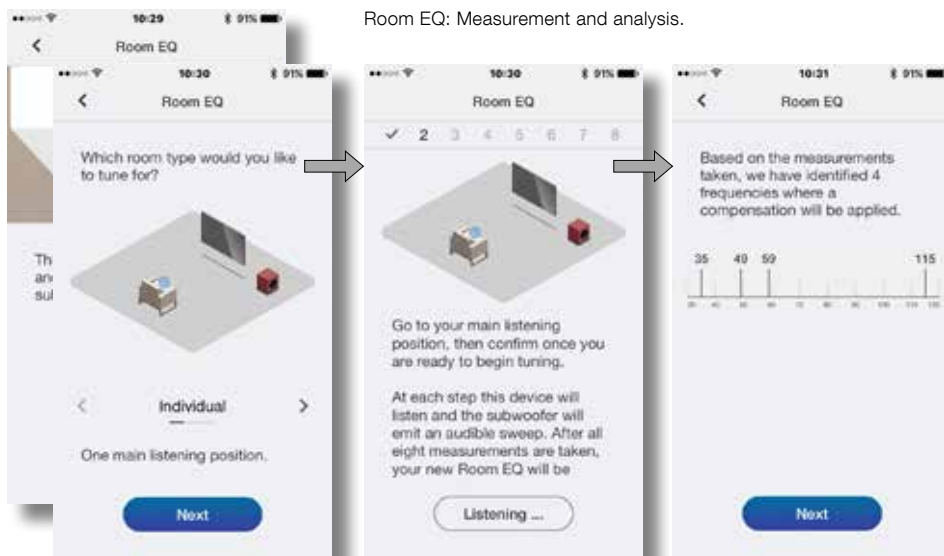 Room EQ: Measurement and analysis.
10:29
91%
Room EQ
Th
an
su
10:30
91%
Room EQ
Which room type would you like
to tune for?
Individual
One main listening position.
Next
10:30
91%
Room EQ
2 3 4 5 6 7 8
Go to your main listening
position, then confirm once you
are ready to begin tuning.
At each step this device will
listen and the subwoofer will
emit an audible sweep. After all
eight measurements are taken,
your new Room EQ will be
Listening ...
10:31
91%
Room EQ
Based on the measurements
taken, we have identified 4
frequencies where a
compensation will be applied.
35 49 59 115
Next